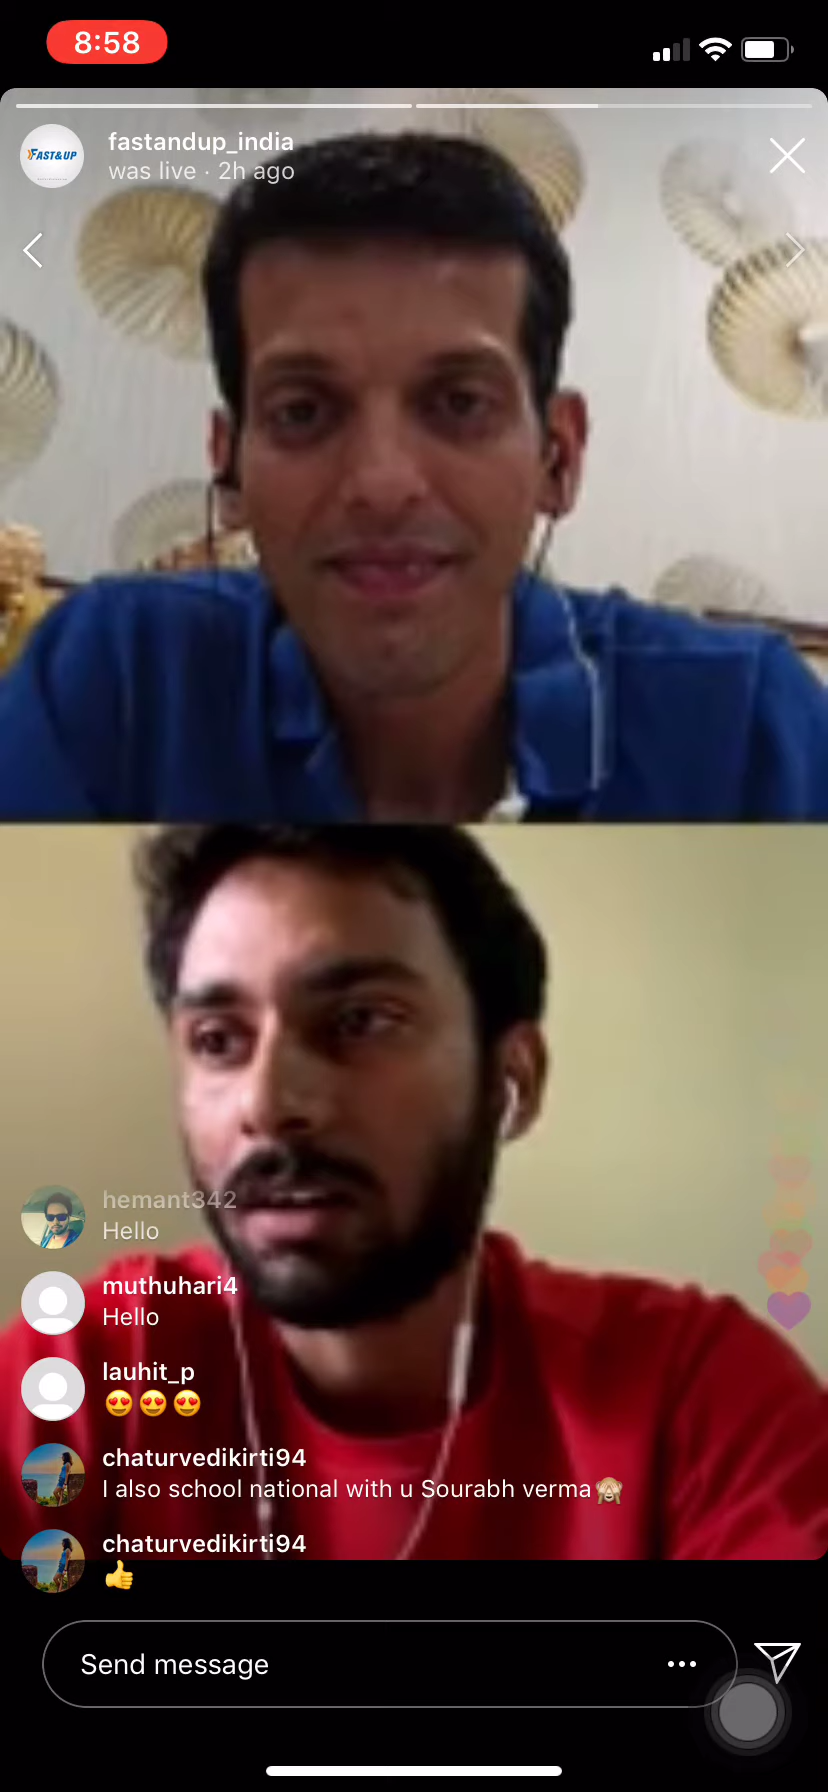 8:58
FAST&UP
fastandup_india
was live · 2h ago
hemant342
Hello
muthuhari4
Hello
lauhit_p
😍😍😍
chaturvedikirti94
I also school national with u Sourabh verma🙈
chaturvedikirti94
👍
Send message